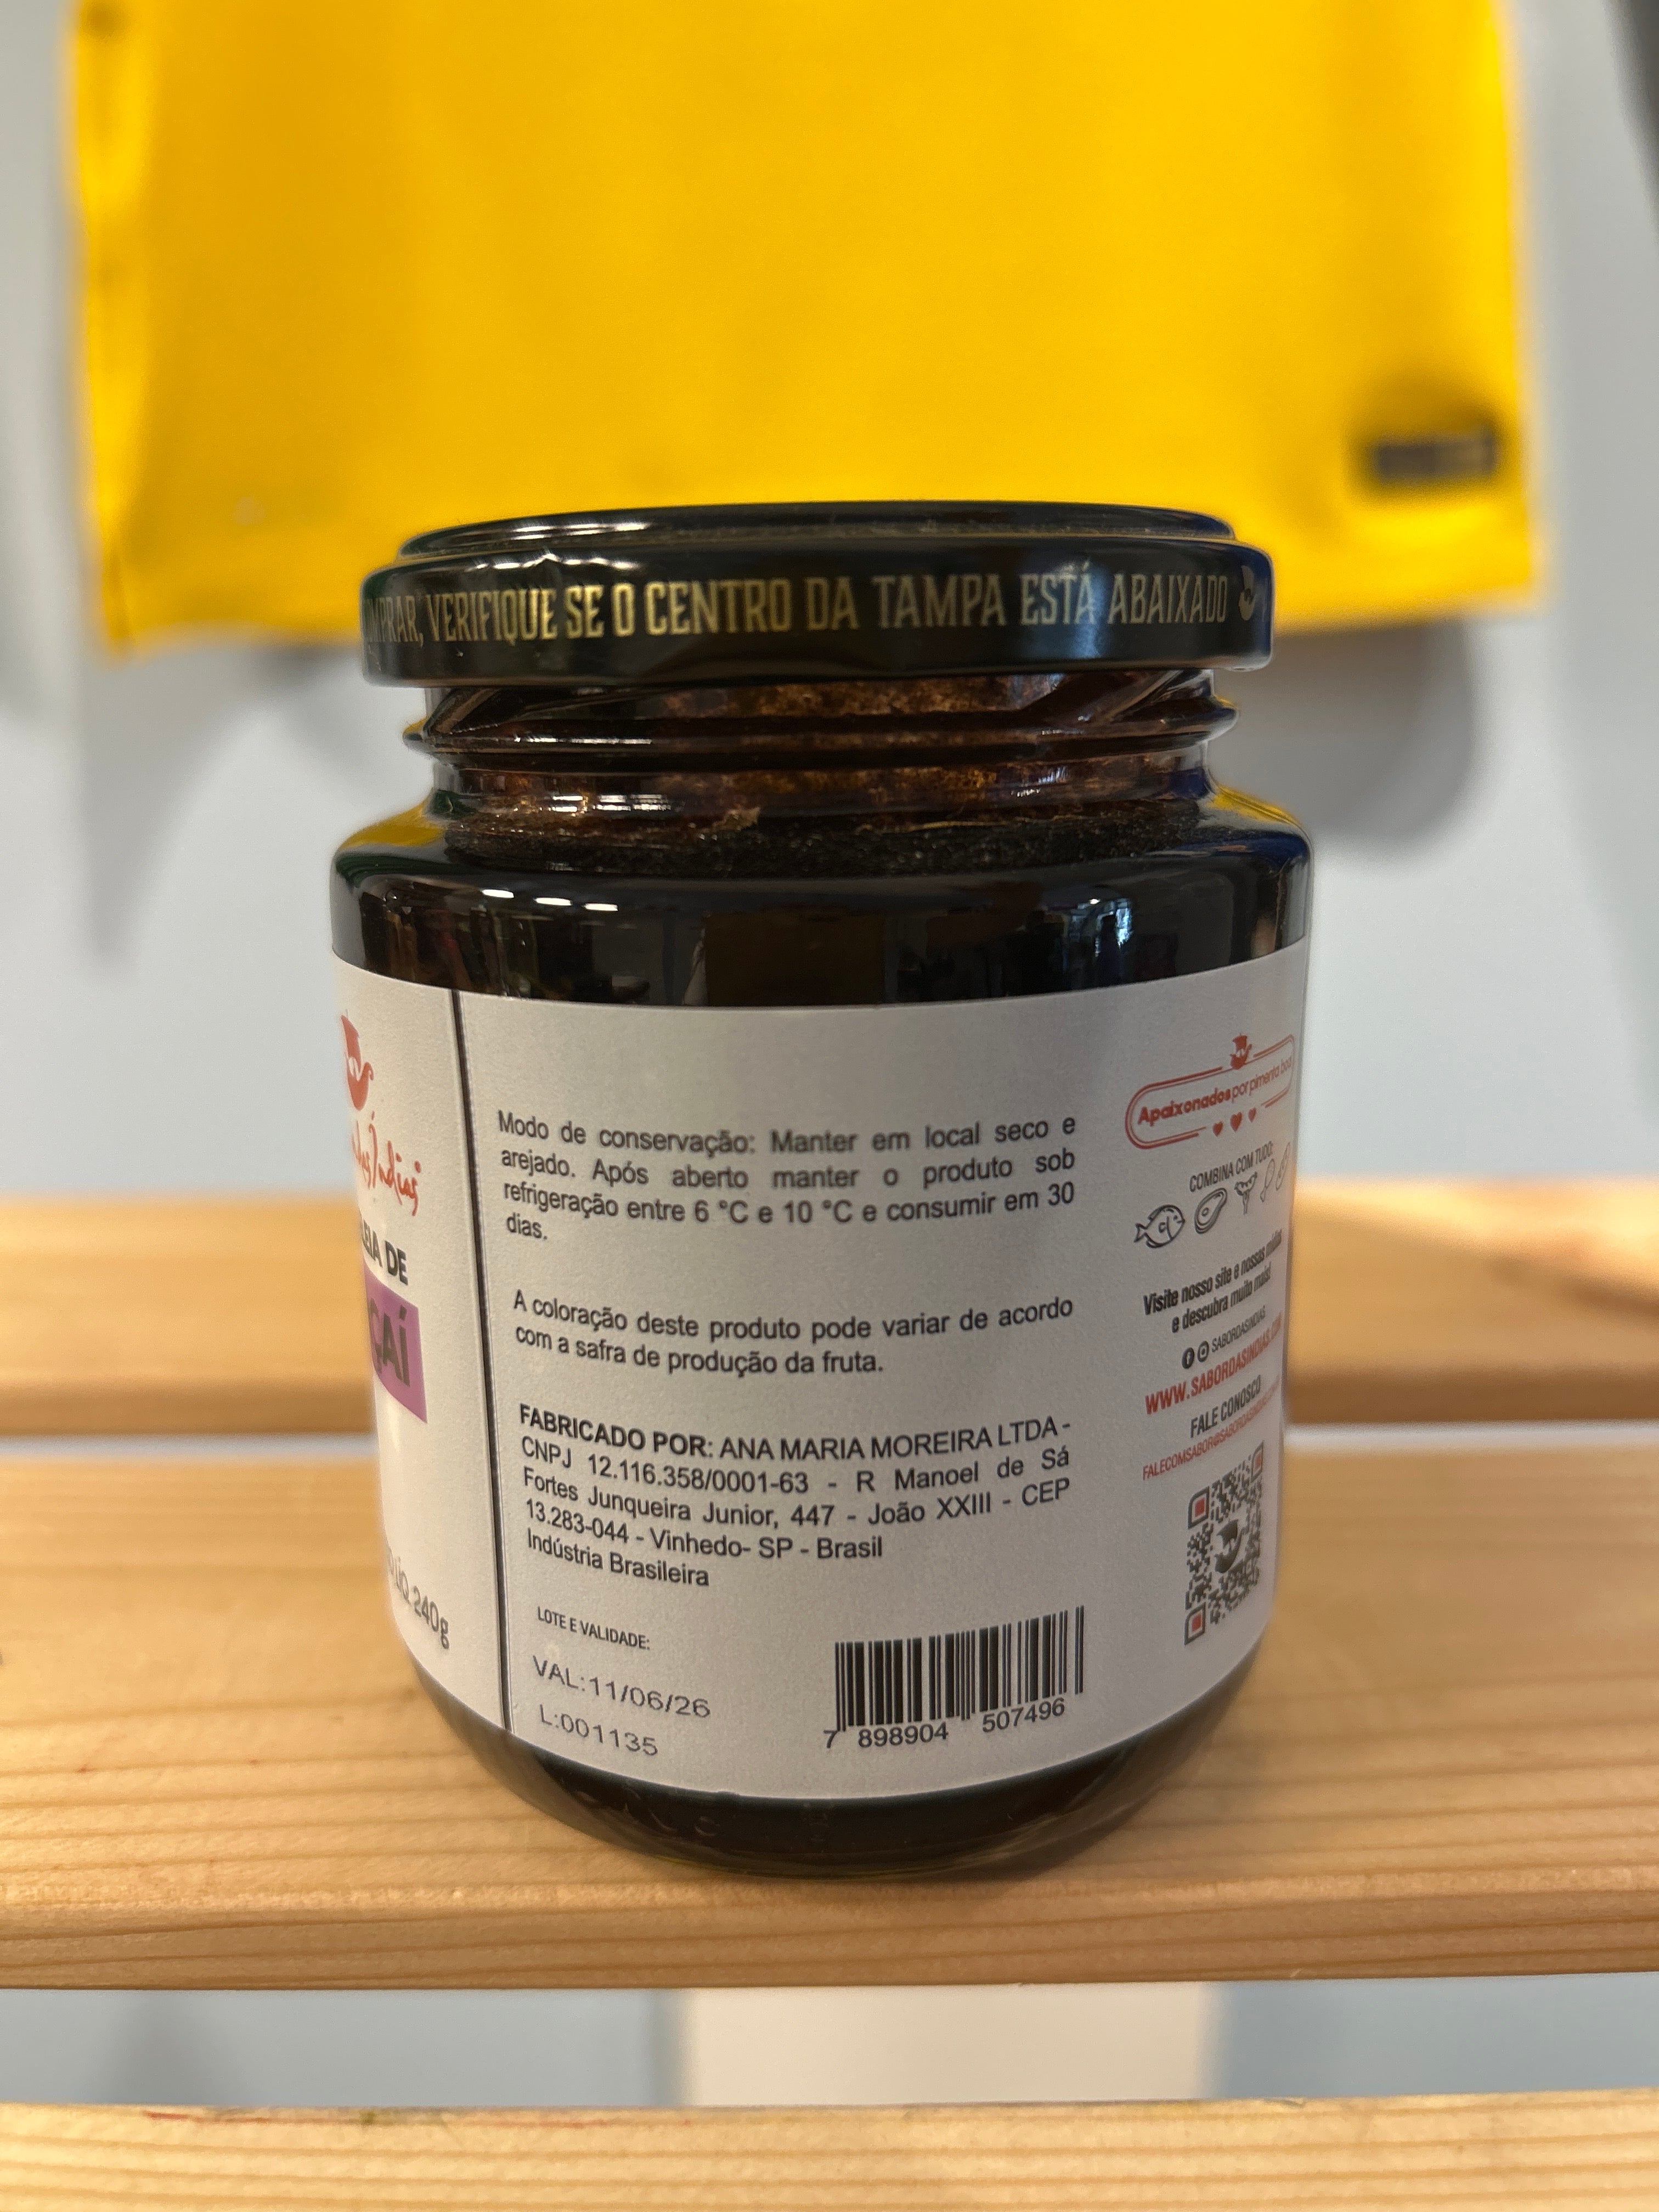 VERIFIQUE SE O CENTRO DA TAMPA ESTÁ ABAIXADO
DE
240g
Modo de conservação: Manter em local seco e
arejado. Após aberto manter o produto sob
refrigeração entre 6 °C e 10 °C e consumir em 30
dias.
A coloração deste produto pode variar de acordo
com a safra de produção da fruta.
FABRICADO POR: ANA MARIA MOREIRA LTDA -
CNPJ 12.116.358/0001-63 - R Manoel de Sá
Fortes Junqueira Junior, 447 - João XXIII - CEP
13.283-044 - Vinhedo- SP - Brasil
Indústria Brasileira
LOTE E VALIDADE:
VAL:11/06/26
L:001135
7 898904 507496
Apaixonados por pimenta boa
COMBINA COM TUDO:
Visite nosso site e nossas mídias
e descubra muito mais!
SABORDASINDIAS
WWW.SABORDASINDIAS.COM
FALE CONOSCO